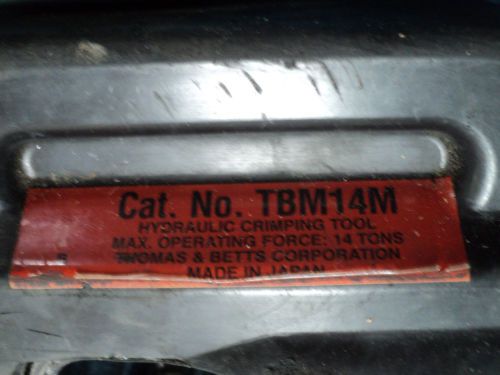 Cat. No. TBM14M
HYDRAULIC CRIMPING TOOL
MAX. OPERATING FORCE: 14 TONS
THOMAS & BETTS CORPORATION
MADE IN JAPAN